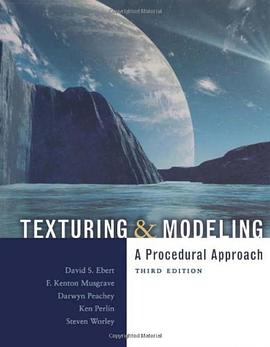 TEXTURING & MODELING
A Procedural Approach
THIRD EDITION
David S. Ebert
F. Kenton Musgrave
Darwyn Peachey
Ken Perlin
Steven Worley